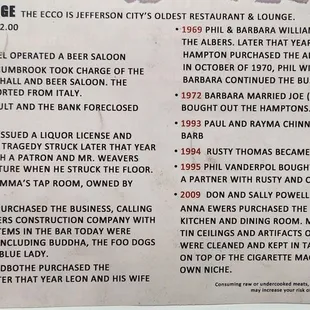 GE THE ECCO IS JEFFERSON CITY'S OLDEST RESTAURANT & LOUNGE.
2.00
EL OPERATED A BEER SALOON
UMBROOK TOOK CHARGE OF THE
HALL AND BEER SALOON. THE
ORTED FROM ITALY.
ULT AND THE BANK FORECLOSED
SSUED A LIQUOR LICENSE AND
TRAGEDY STRUCK LATER THAT YEAR
H A PATRON AND MR. WEAVERS
TURE WHEN HE STRUCK THE FLOOR.
MMA'S TAP ROOM, OWNED BY
PURCHASED THE BUSINESS, CALLING
ERS CONSTRUCTION COMPANY WITH
TEMS IN THE BAR TODAY WERE
NCLUDING BUDDHA, THE FOO DOGS
BLUE LADY.
DBOTHE PURCHASED THE
TER THAT YEAR LEON AND HIS WIFE
• 1969 PHIL & BARBARA WILLIAM
THE ALBERS. LATER THAT YEAR
HAMPTON PURCHASED THE AL
IN OCTOBER OF 1970, PHIL W
BARBARA CONTINUED THE BU
• 1972 BARBARA MARRIED JOE (
BOUGHT OUT THE HAMPTONS.
• 1993 PAUL AND RAYMA CHINN
BARB
• 1994 RUSTY THOMAS BECAME
• 1995 PHIL VANDERPOL BOUGH
A PARTNER WITH RUSTY AND C
• 2009 DON AND SALLY POWELL
ANNA EWERS PURCHASED THE
KITCHEN AND DINING ROOM. M
TIN CEILINGS AND ARTIFACTS O
WERE CLEANED AND KEPT IN TA
ON TOP OF THE CIGARETTE MAC
OWN NICHE.
Consuming raw or undercooked meats,
may increase your risk o